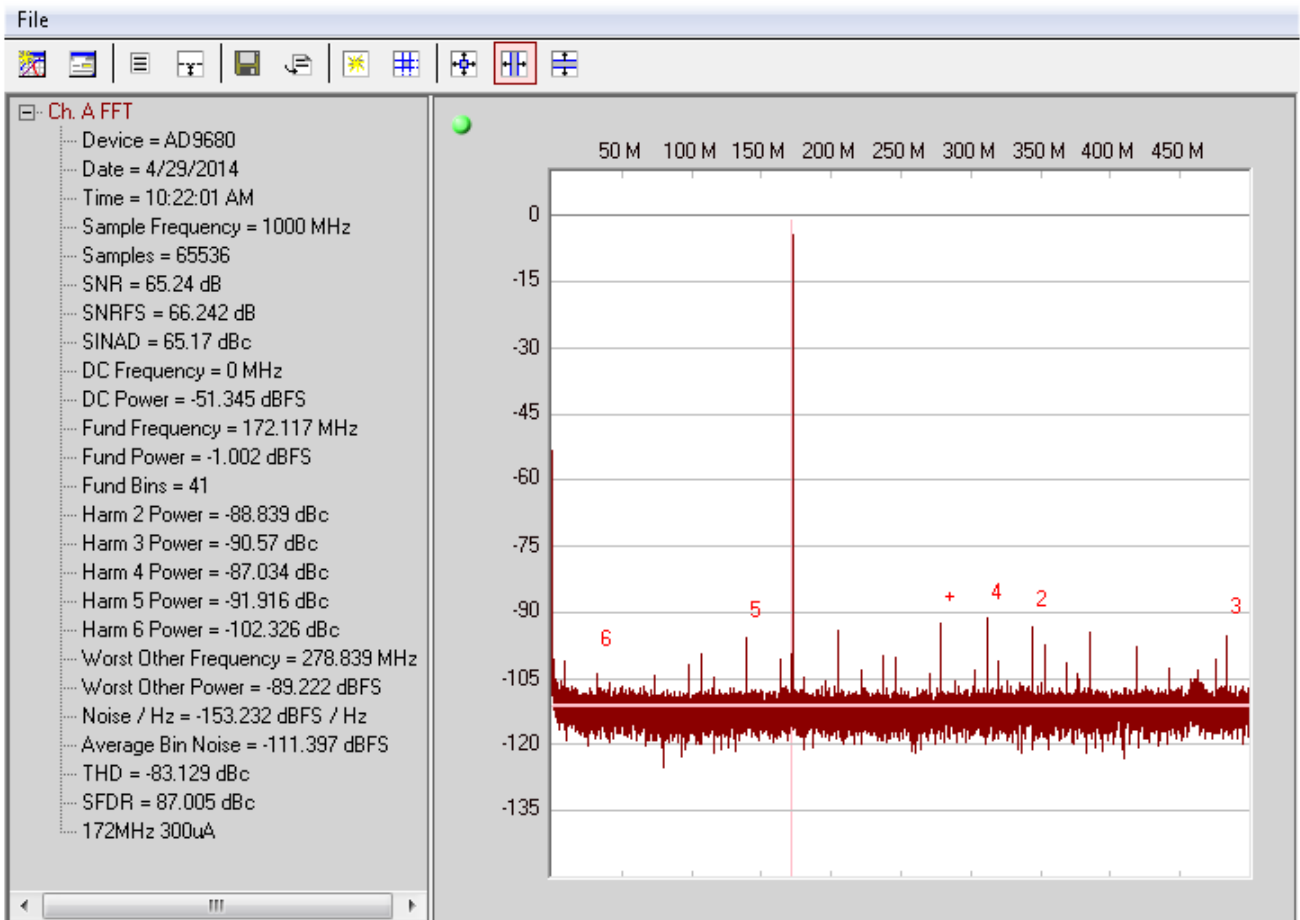 File
Ch. A FFT
Device = AD9680
Date = 4/29/2014
Time = 10:22:01 AM
Sample Frequency = 1000 MHz
Samples = 65536
SNR = 65.24 dB
SNRFS = 66.242 dB
SINAD = 65.17 dBc
DC Frequency = 0 MHz
DC Power = -51.345 dBFS
Fund Frequency = 172.117 MHz
Fund Power = -1.002 dBFS
Fund Bins = 41
Harm 2 Power = -88.839 dBc
Harm 3 Power = -90.57 dBc
Harm 4 Power = -87.034 dBc
Harm 5 Power = -91.916 dBc
Harm 6 Power = -102.326 dBc
Worst Other Frequency = 278.839 MHz
Worst Other Power = -89.222 dBFS
Noise / Hz = -153.232 dBFS / Hz
Average Bin Noise = -111.397 dBFS
THD = -83.129 dBc
SFDR = 87.005 dBc
172MHz 300uA
50 M 100 M 150 M 200 M 250 M 300 M 350 M 400 M 450 M
0
-15
-30
-45
-60
-75
-90
-105
-120
-135
6 5 + 4 2 3